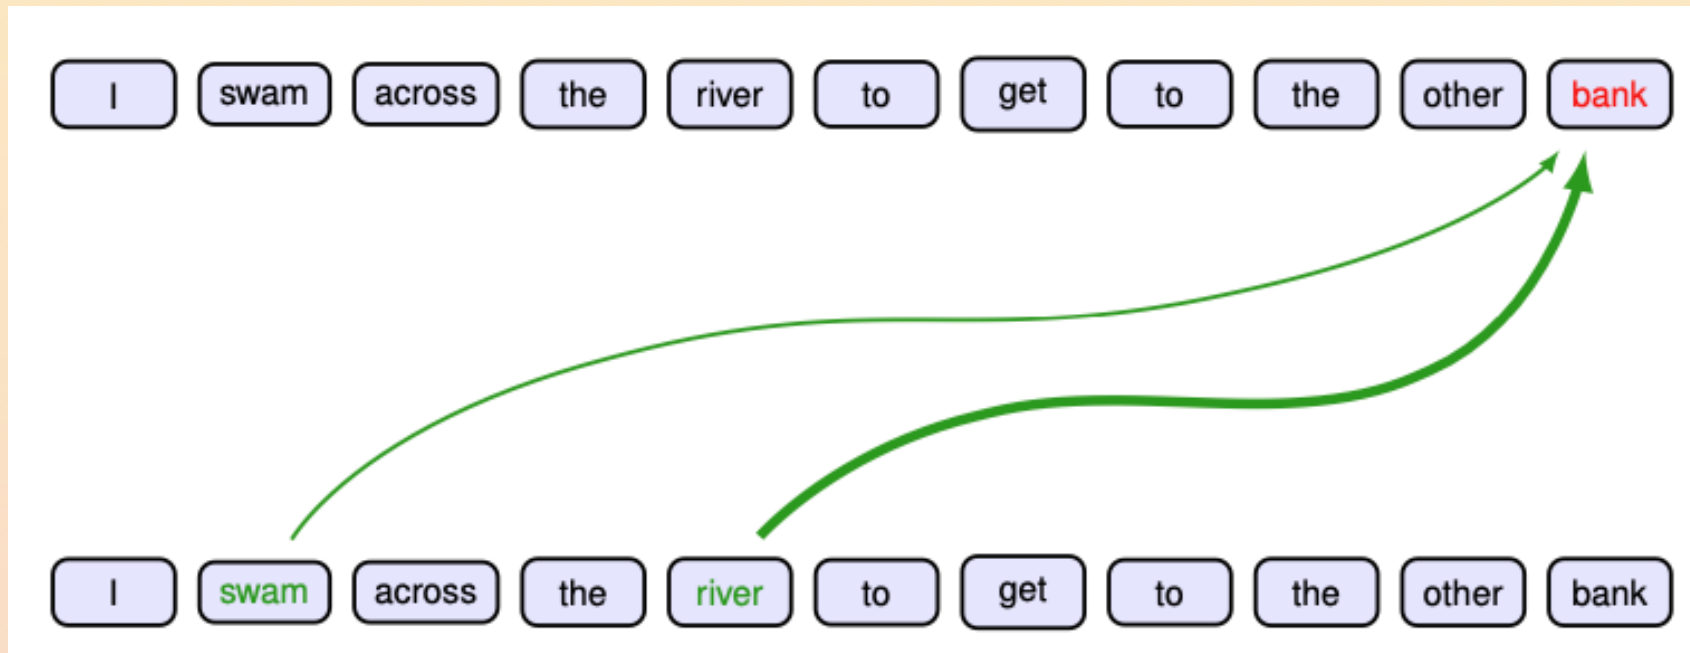 I swam across the river to get to the other bank
I swam across the river to get to the other bank